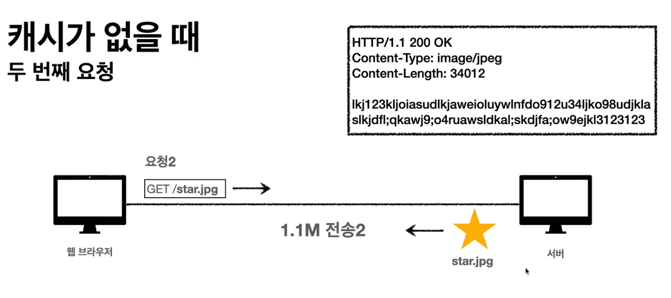 캐시가 없을 때
두 번째 요청
HTTP/1.1 200 OK
Content-Type: image/jpeg
Content-Length: 34012
lkj123kljoiasudlkjaweioluywlnfdo912u34ljko98udjkla
slkjdfl;qkawj9;o4ruawsldkal;skdjfa;ow9ejkl3123123
요청2
GET /star.jpg
1.1M 전송2
웹 브라우저
star.jpg
서버